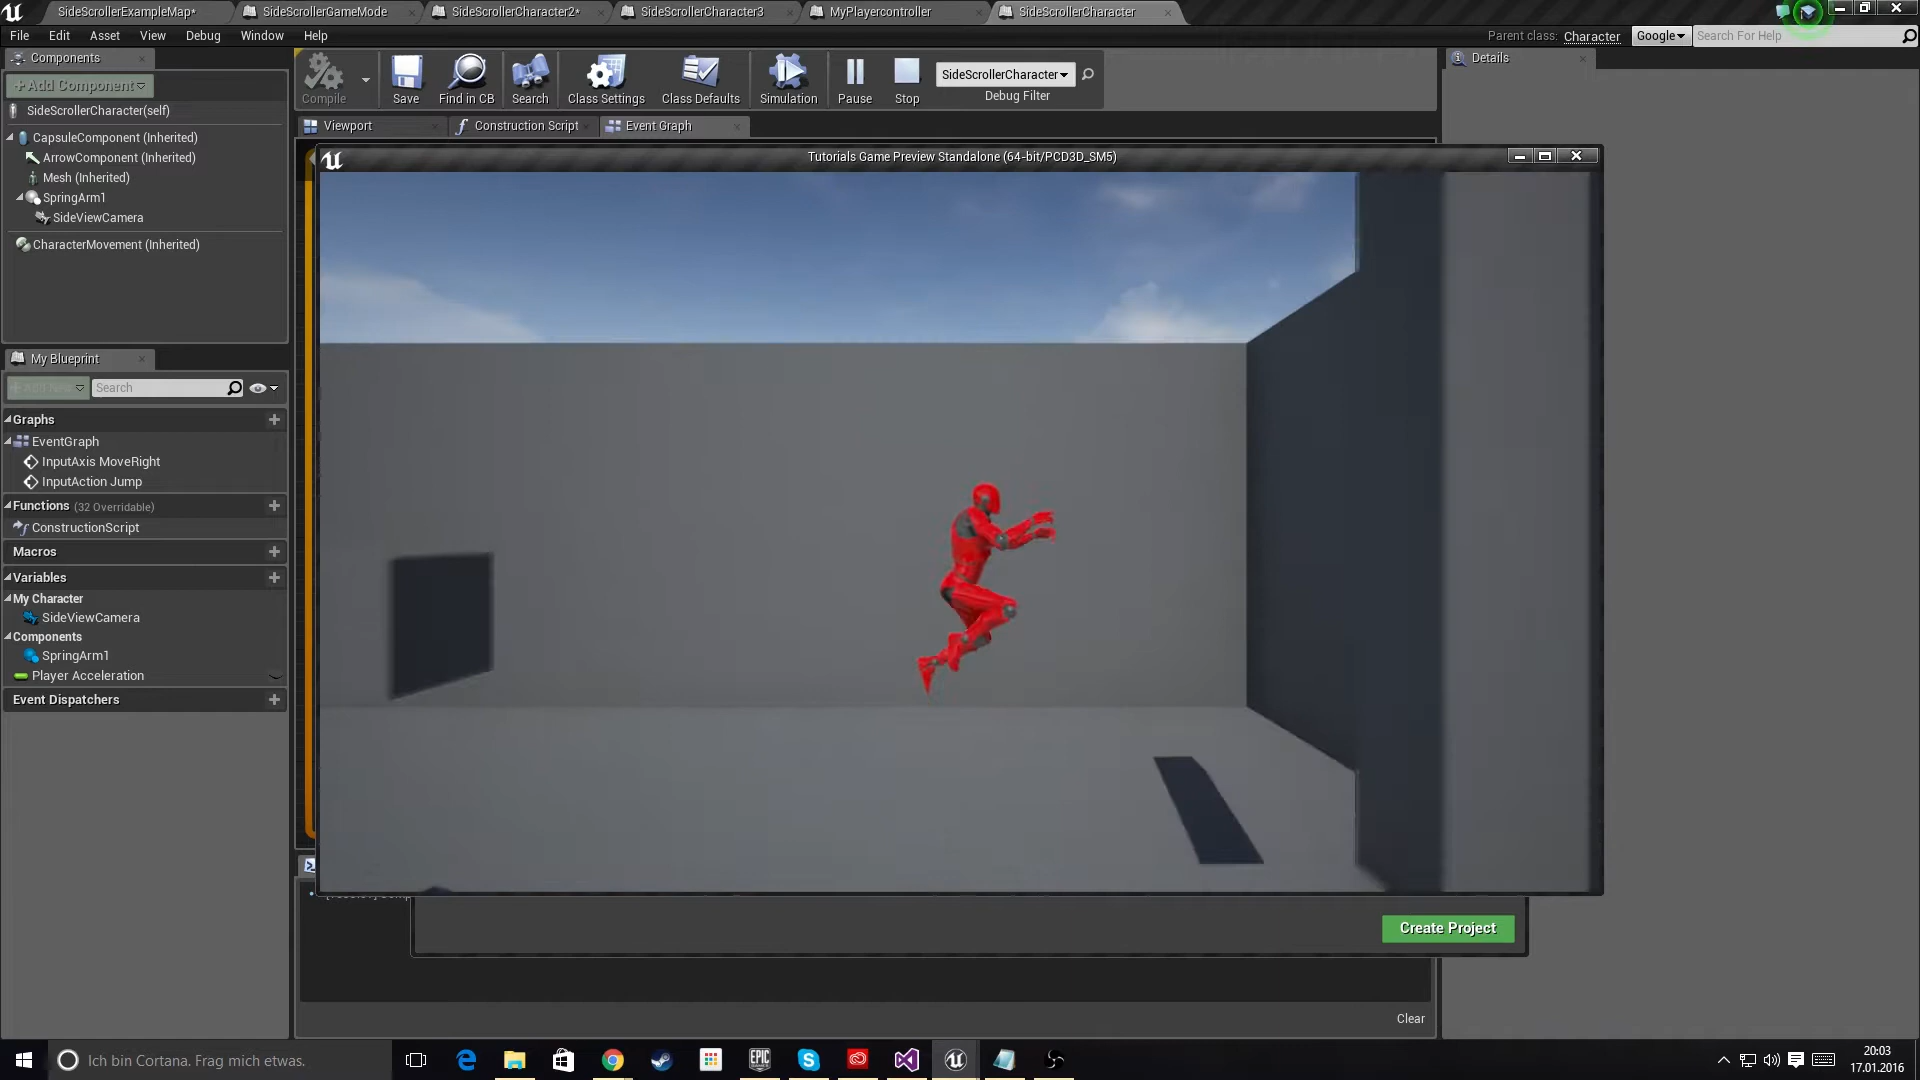 SideScrollerExampleMap*
SideScrollerGameMode
SideScrollerCharacter2*
SideScrollerCharacter3
MyPlayercontroller
SideScrollerCharacter
File Edit Asset View Debug Window Help
Parent class: Character
Google
Search For Help
Components
Details
+Add Component
SideScrollerCharacter(self)
CapsuleComponent (Inherited)
ArrowComponent (Inherited)
Mesh (Inherited)
SpringArm1
SideViewCamera
CharacterMovement (Inherited)
Compile
Save
Find in CB
Search
Class Settings
Class Defaults
Simulation
Pause
Stop
SideScrollerCharacter
Debug Filter
Viewport
Construction Script
Event Graph
Tutorials Game Preview Standalone (64-bit/PCD3D_SM5)
My Blueprint
Search
Graphs
EventGraph
InputAxis MoveRight
InputAction Jump
Functions (32 Overridable)
ConstructionScript
Macros
Variables
My Character
SideViewCamera
Components
SpringArm1
Player Acceleration
Event Dispatchers
Create Project
Clear
Ich bin Cortana. Frag mich etwas.
EPIC GAMES
20:03
17.01.2016